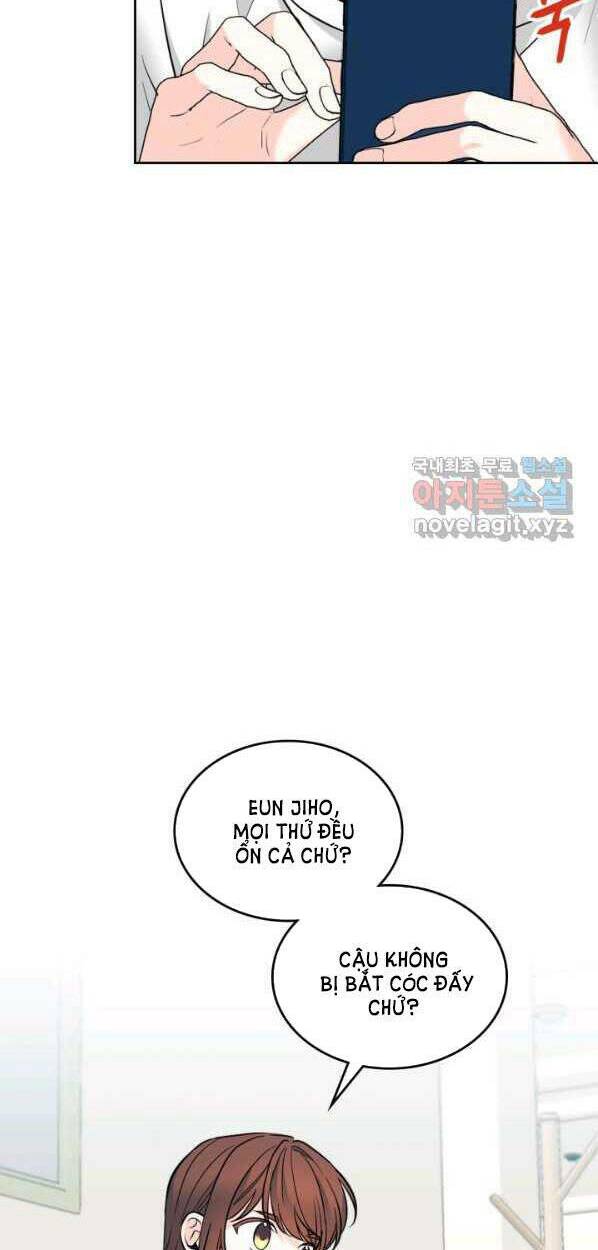 국내최초 무료 웹소설
아지툰소설
novelagit.xyz
EUN JIHO,
MỌI THỨ ĐỀU
ỔN CẢ CHỨ?
CẬU KHÔNG
BỊ BẮT CÓC ĐẤY
CHỨ?